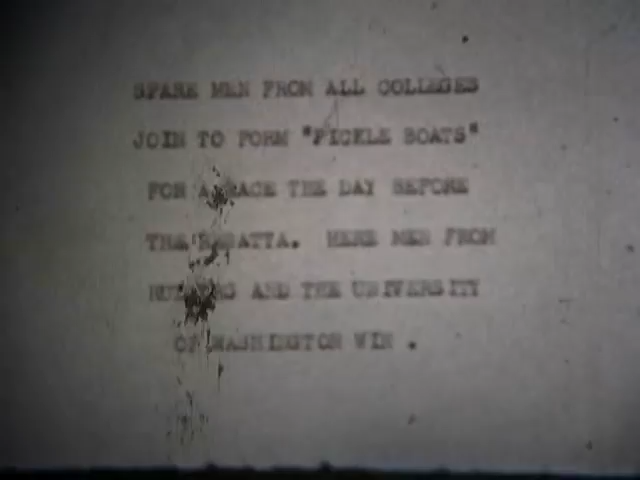 SPARE MEN FROM ALL COLLEGES
JOIN TO FORM "PICKLE BOATS"
FOR A RACE THE DAY BEFORE
THE REGATTA. HERE MEN FROM
AND THE UNIVERSITY
OF WASHINGTON WIN .